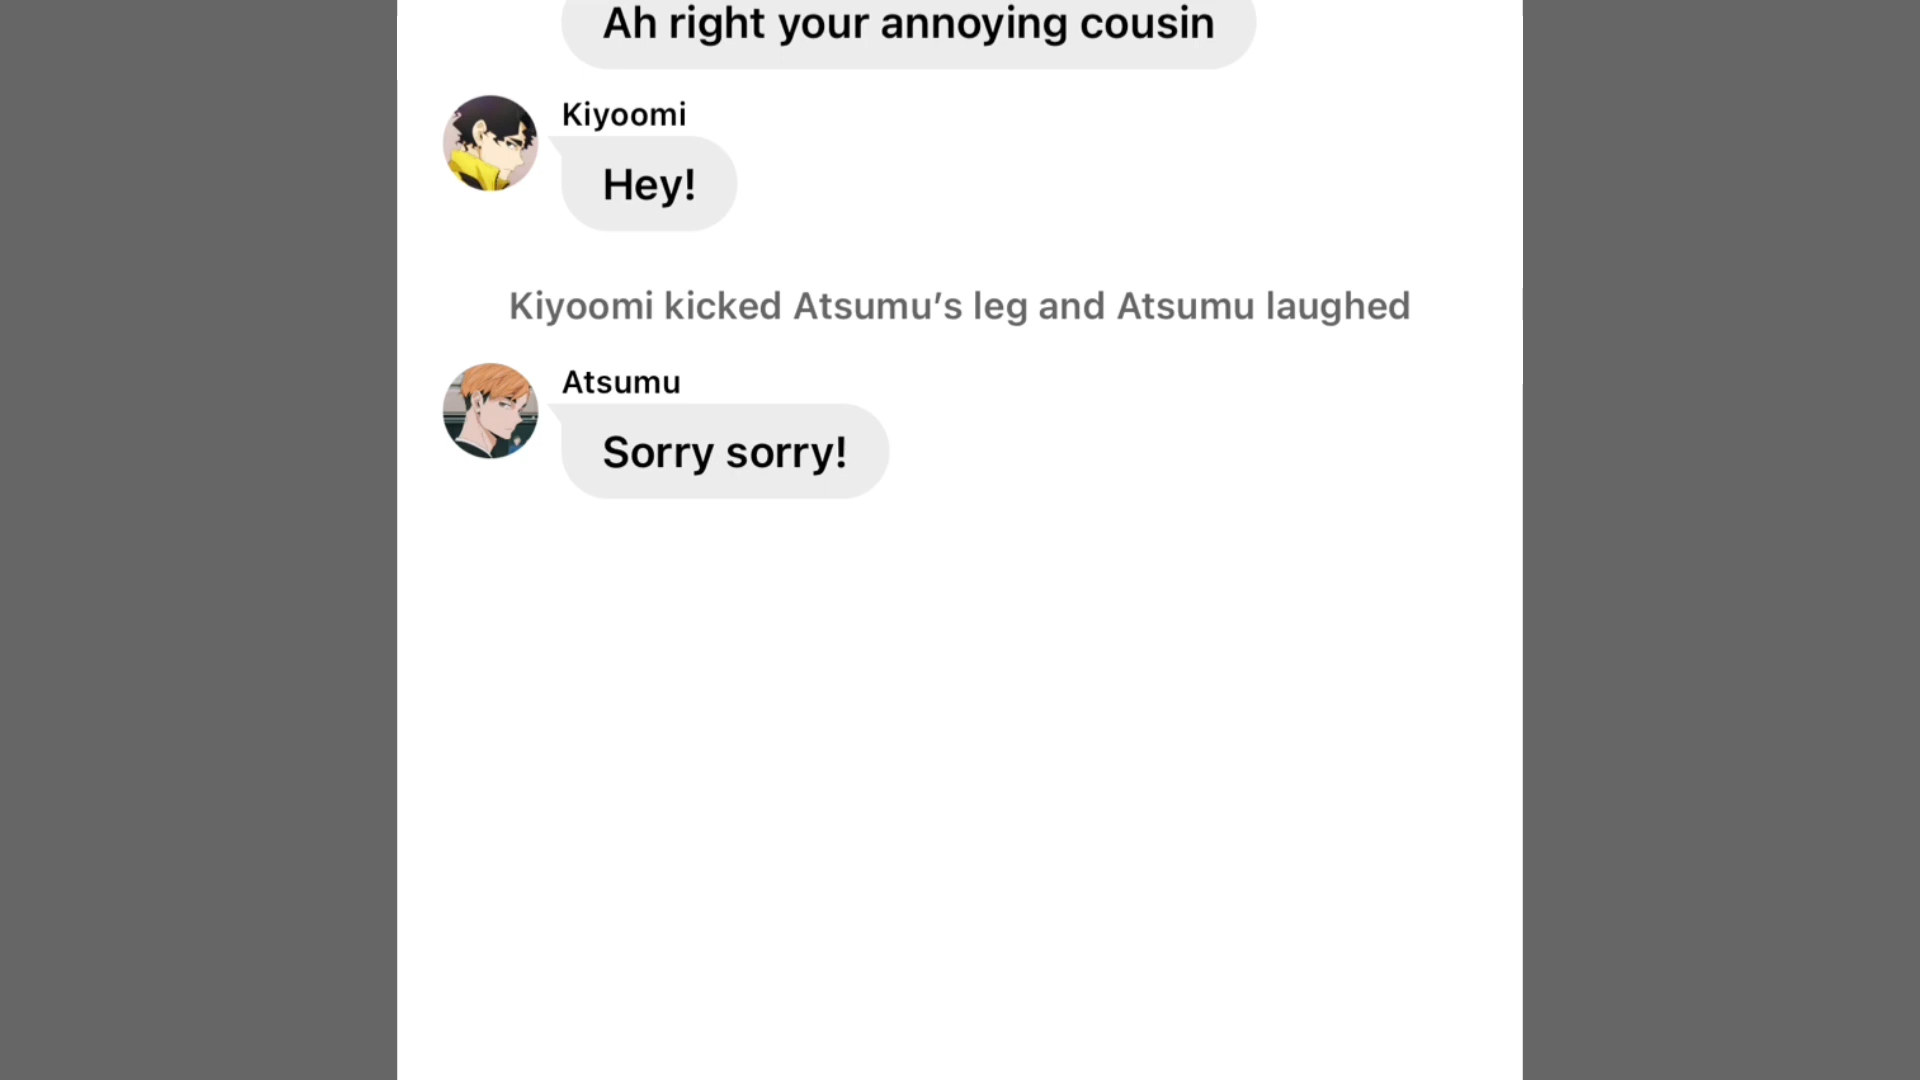 Ah right your annoying cousin
Kiyoomi
Hey!
Kiyoomi kicked Atsumu’s leg and Atsumu laughed
Atsumu
Sorry sorry!